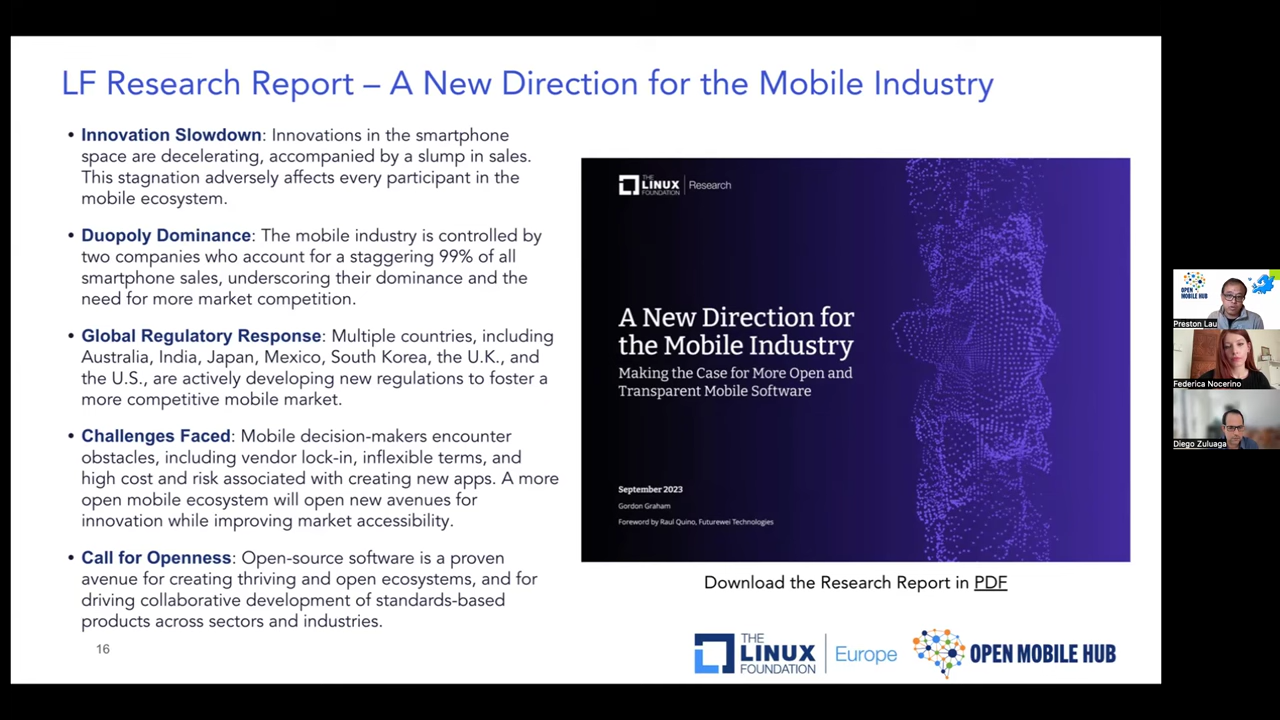 LF Research Report – A New Direction for the Mobile Industry
• Innovation Slowdown: Innovations in the smartphone
space are decelerating, accompanied by a slump in sales.
This stagnation adversely affects every participant in the
mobile ecosystem.
• Duopoly Dominance: The mobile industry is controlled by
two companies who account for a staggering 99% of all
smartphone sales, underscoring their dominance and the
need for more market competition.
• Global Regulatory Response: Multiple countries, including
Australia, India, Japan, Mexico, South Korea, the U.K., and
the U.S., are actively developing new regulations to foster a
more competitive mobile market.
• Challenges Faced: Mobile decision-makers encounter
obstacles, including vendor lock-in, inflexible terms, and
high cost and risk associated with creating new apps. A more
open mobile ecosystem will open new avenues for
innovation while improving market accessibility.
• Call for Openness: Open-source software is a proven
avenue for creating thriving and open ecosystems, and for
driving collaborative development of standards-based
products across sectors and industries.
16
THE
LINUX
FOUNDATION
Research
A New Direction for
the Mobile Industry
Making the Case for More Open and
Transparent Mobile Software
September 2023
Gordon Graham
Foreword by Raul Quino, Futurewei Technologies
Download the Research Report in PDF
THE
LINUX
FOUNDATION
Europe
OPEN MOBILE HUB
OPEN
MOBILE HUB
Preston Lau
Federica Nocerino
Diego Zuluaga